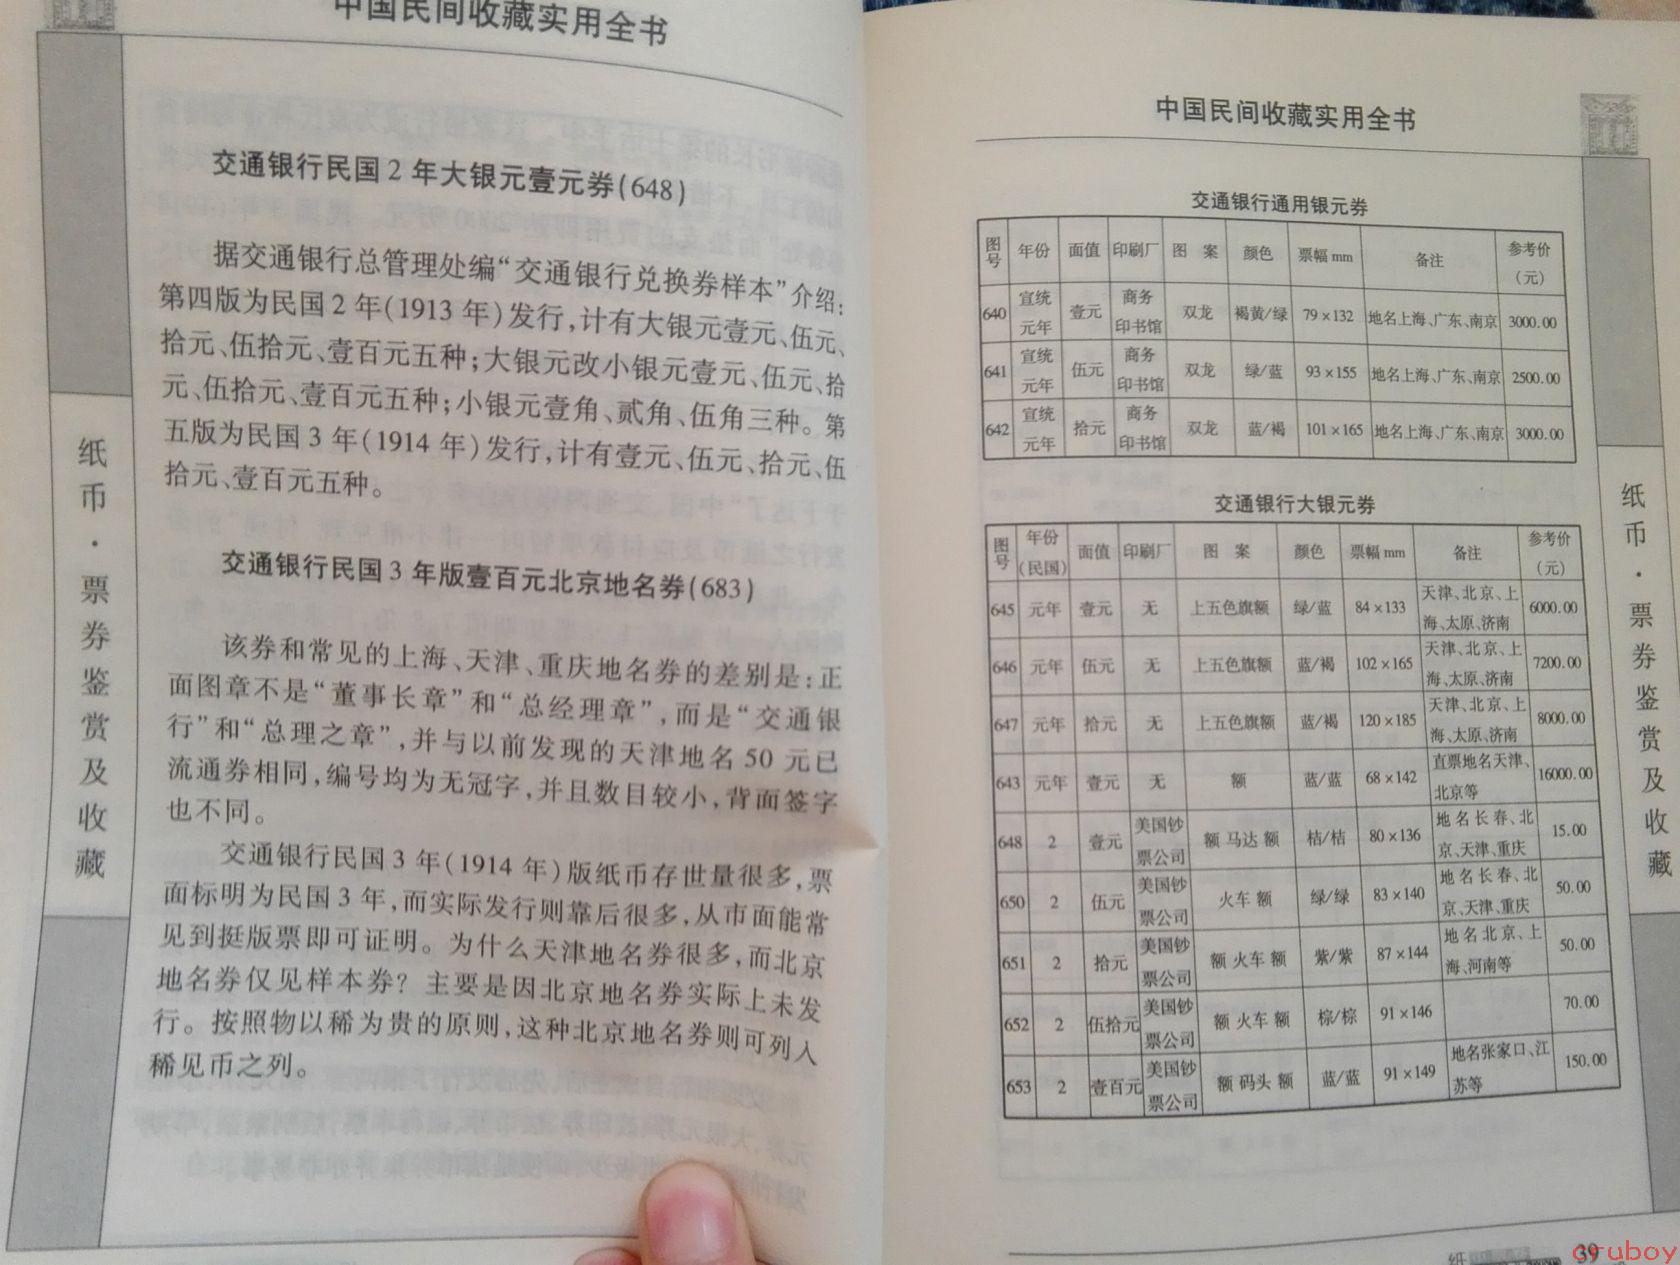 中国民间收藏实用全书
交通银行民国2年大银元壹元券(648)
据交通银行总管理处编“交通银行兑换券样本”介绍:
第四版为民国2年(1913年)发行,计有大银元壹元、伍元、
拾元、伍拾元、壹百元五种;大银元改小银元壹元、伍元、拾
元、伍拾元、壹百元五种;小银元壹角、贰角、伍角三种。第
五版为民国3年(1914年)发行,计有壹元、伍元、拾元、伍
拾元、壹百元五种。
交通银行民国3年版壹百元北京地名券(683)
该券和常见的上海、天津、重庆地名券的差别是:正
面图章不是“董事长章”和“总经理章”,而是“交通银
行”和“总理之章”,并与以前发现的天津地名50元已
流通券相同,编号均为无冠字,并且数目较小,背面签字
也不同。
交通银行民国3年(1914年)版纸币存世量很多,票
面标明为民国3年,而实际发行则靠后很多,从市面能常
见到挺版票即可证明。为什么天津地名券很多,而北京
地名券仅见样本券?主要是因北京地名券实际上未发
行。按照物以稀为贵的原则,这种北京地名券则可列入
稀见币之列。
纸币·票券鉴赏及收藏
中国民间收藏实用全书
交通银行通用银元券
图号 年份 面值 印刷厂 图案 颜色 票幅mm 备注 参考价(元)
640 宣统元年 壹元 商务印书馆 双龙 褐黄/绿 79×132 地名上海、广东、南京 3000.00
641 宣统元年 伍元 商务印书馆 双龙 绿/蓝 93×155 地名上海、广东、南京 2500.00
642 宣统元年 拾元 商务印书馆 双龙 蓝/褐 101×165 地名上海、广东、南京 3000.00
交通银行大银元券
图号 年份(民国) 面值 印刷厂 图案 颜色 票幅mm 备注 参考价(元)
645 元年 壹元 无 上五色旗额 绿/蓝 84×133 天津、北京、上海、太原、济南 6000.00
646 元年 伍元 无 上五色旗额 蓝/褐 102×165 天津、北京、上海、太原、济南 7200.00
647 元年 拾元 无 上五色旗额 蓝/褐 120×185 天津、北京、上海、太原、济南 8000.00
643 元年 壹元 无 额 蓝/蓝 68×142 直票地名天津、北京等 16000.00
648 2 壹元 美国钞票公司 额 马达 额 桔/桔 80×136 地名长春、北京、天津、重庆 15.00
650 2 伍元 美国钞票公司 火车 额 绿/绿 83×140 地名长春、北京、天津、重庆 50.00
651 2 拾元 美国钞票公司 额 火车 额 紫/紫 87×144 地名北京、上海、河南等 50.00
652 2 伍拾元 美国钞票公司 额 火车 额 棕/棕 91×146 70.00
653 2 壹百元 美国钞票公司 额 码头 额 蓝/蓝 91×149 地名张家口、江苏等 150.00
纸币·票券鉴赏及收藏
纸
39
cruboy